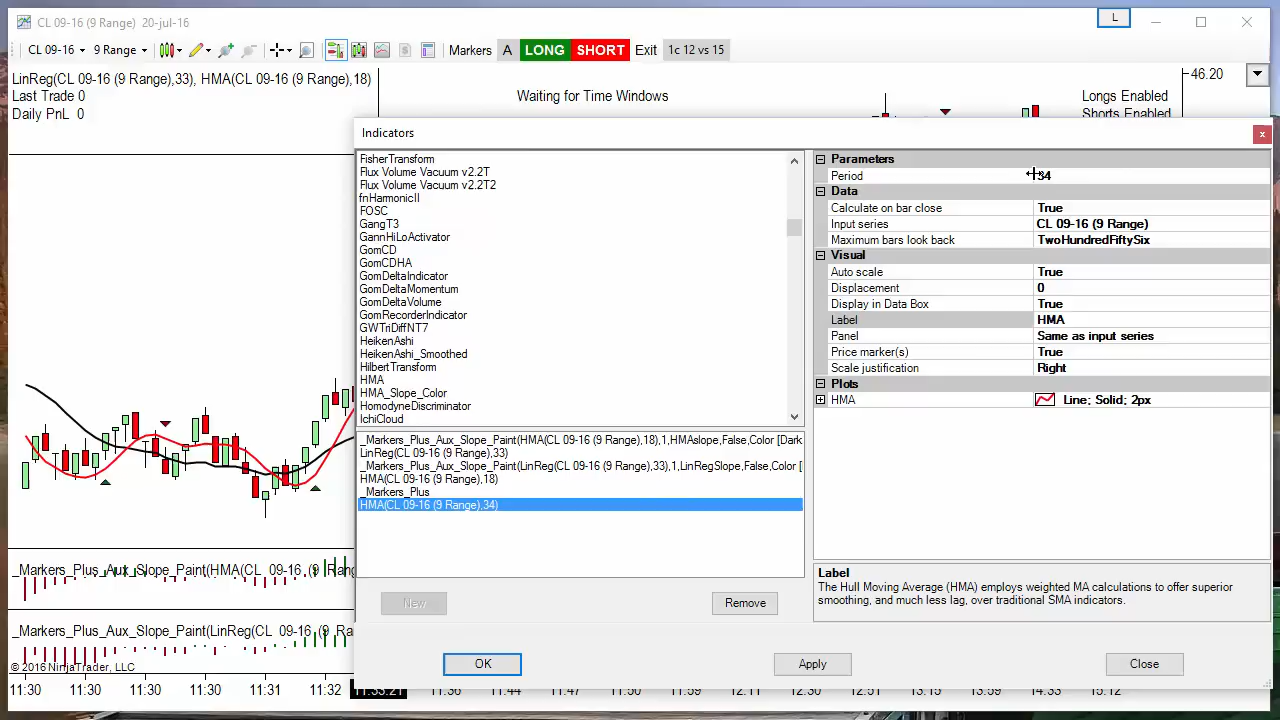 CL 09-16 (9 Range) 20-jul-16
L
CL 09-16 9 Range Markers A LONG SHORT Exit 1c 12 vs 15
LinReg(CL 09-16 (9 Range),33), HMA(CL 09-16 (9 Range),18)
Last Trade 0
Daily PnL 0
Waiting for Time Windows
Longs Enabled
Shorts Enabled
46.20
Indicators
FisherTransform
Flux Volume Vacuum v2.2T
Flux Volume Vacuum v2.2T2
fnHarmonicII
FOSC
GangT3
GannHiLoActivator
GomCD
GomCDHA
GomDeltaIndicator
GomDeltaMomentum
GomDeltaVolume
GomRecorderIndicator
GWTriDiffNT7
HeikenAshi
HeikenAshi_Smoothed
HilbertTransform
HMA
HMA_Slope_Color
HomodyneDiscriminator
IchiCloud
_Markers_Plus_Aux_Slope_Paint(HMA(CL 09-16 (9 Range),18),1,HMAslope,False,Color [Dark
LinReg(CL 09-16 (9 Range),33)
_Markers_Plus_Aux_Slope_Paint(LinReg(CL 09-16 (9 Range),33),1,LinRegSlope,False,Color [
HMA(CL 09-16 (9 Range),18)
_Markers_Plus
HMA(CL 09-16 (9 Range),34)
New
Remove
Parameters
Period 34
Data
Calculate on bar close True
Input series CL 09-16 (9 Range)
Maximum bars look back TwoHundredFiftySix
Visual
Auto scale True
Displacement 0
Display in Data Box True
Label HMA
Panel Same as input series
Price marker(s) True
Scale justification Right
Plots
HMA Line; Solid; 2px
Label
The Hull Moving Average (HMA) employs weighted MA calculations to offer superior
smoothing, and much less lag, over traditional SMA indicators.
OK Apply Close
_Markers_Plus_Aux_Slope_Paint(HMA(CL 09-16 (9 Rang
_Markers_Plus_Aux_Slope_Paint(LinReg(CL 09-16 (9 Ra
© 2016 NinjaTrader, LLC
11:30 11:30 11:30 11:30 11:31 11:32 11:33:21 11:36 11:44 11:47 11:50 11:59 12:11 12:13 13:15 13:59 14:33 15:12